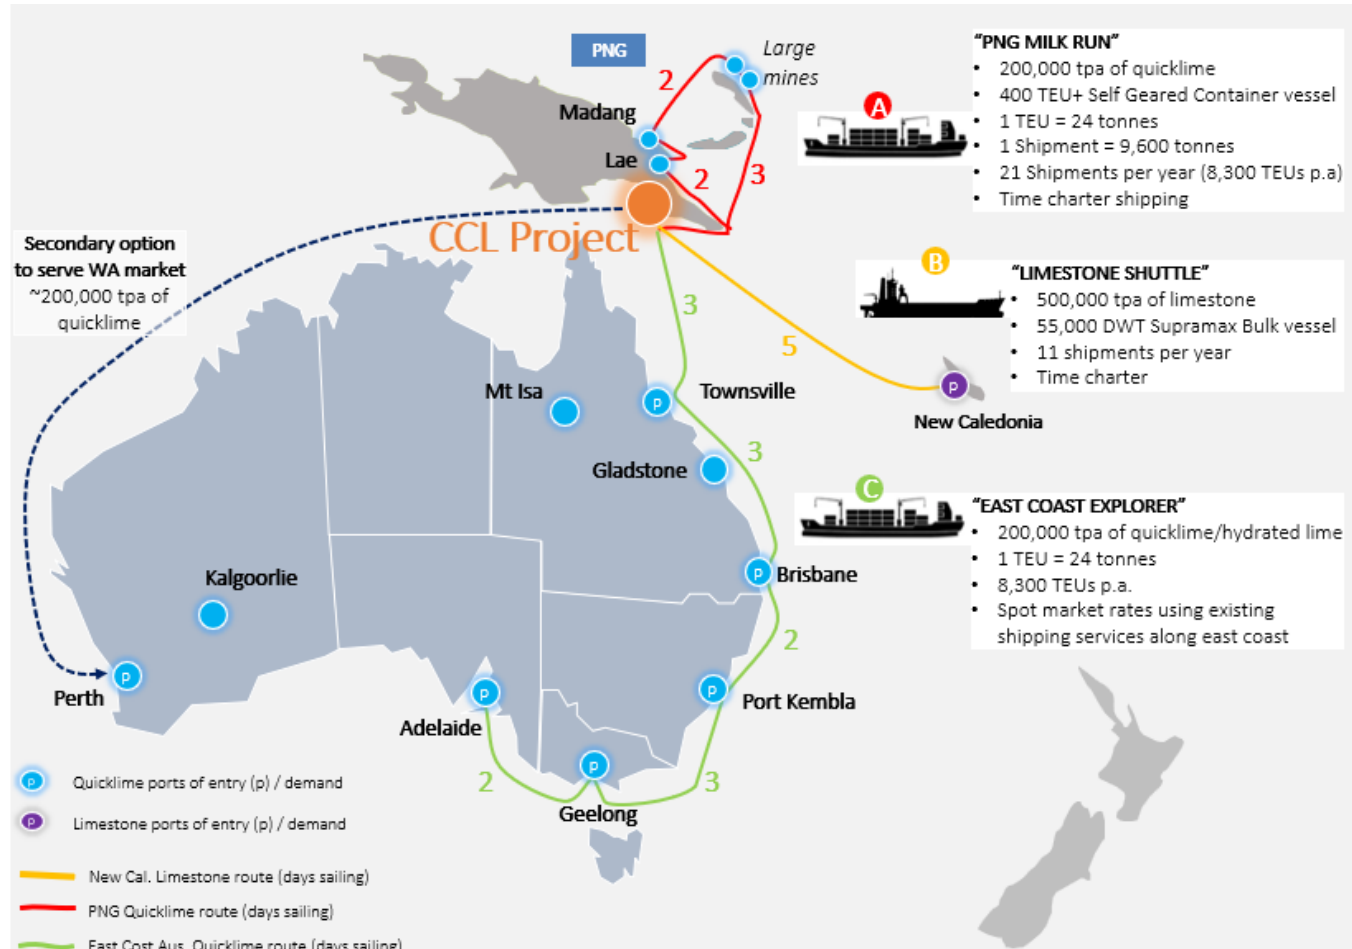 PNG
Large
mines
2
Madang
Lae
2
3
CCL Project
A
"PNG MILK RUN"
• 200,000 tpa of quicklime
• 400 TEU+ Self Geared Container vessel
• 1 TEU = 24 tonnes
• 1 Shipment = 9,600 tonnes
• 21 Shipments per year (8,300 TEUs p.a)
• Time charter shipping
Secondary option
to serve WA market
~200,000 tpa of
quicklime
B
"LIMESTONE SHUTTLE"
• 500,000 tpa of limestone
• 55,000 DWT Supramax Bulk vessel
• 11 shipments per year
• Time charter
3
5
Mt Isa
p
Townsville
p
New Caledonia
Gladstone
3
C
"EAST COAST EXPLORER"
• 200,000 tpa of quicklime/hydrated lime
• 1 TEU = 24 tonnes
• 8,300 TEUs p.a.
• Spot market rates using existing
shipping services along east coast
Kalgoorlie
p
Brisbane
2
p
Perth
p
Adelaide
p
Port Kembla
p
Geelong
2
3
p Quicklime ports of entry (p) / demand
p Limestone ports of entry (p) / demand
New Cal. Limestone route (days sailing)
PNG Quicklime route (days sailing)
East Cost Aus. Quicklime route (days sailing)